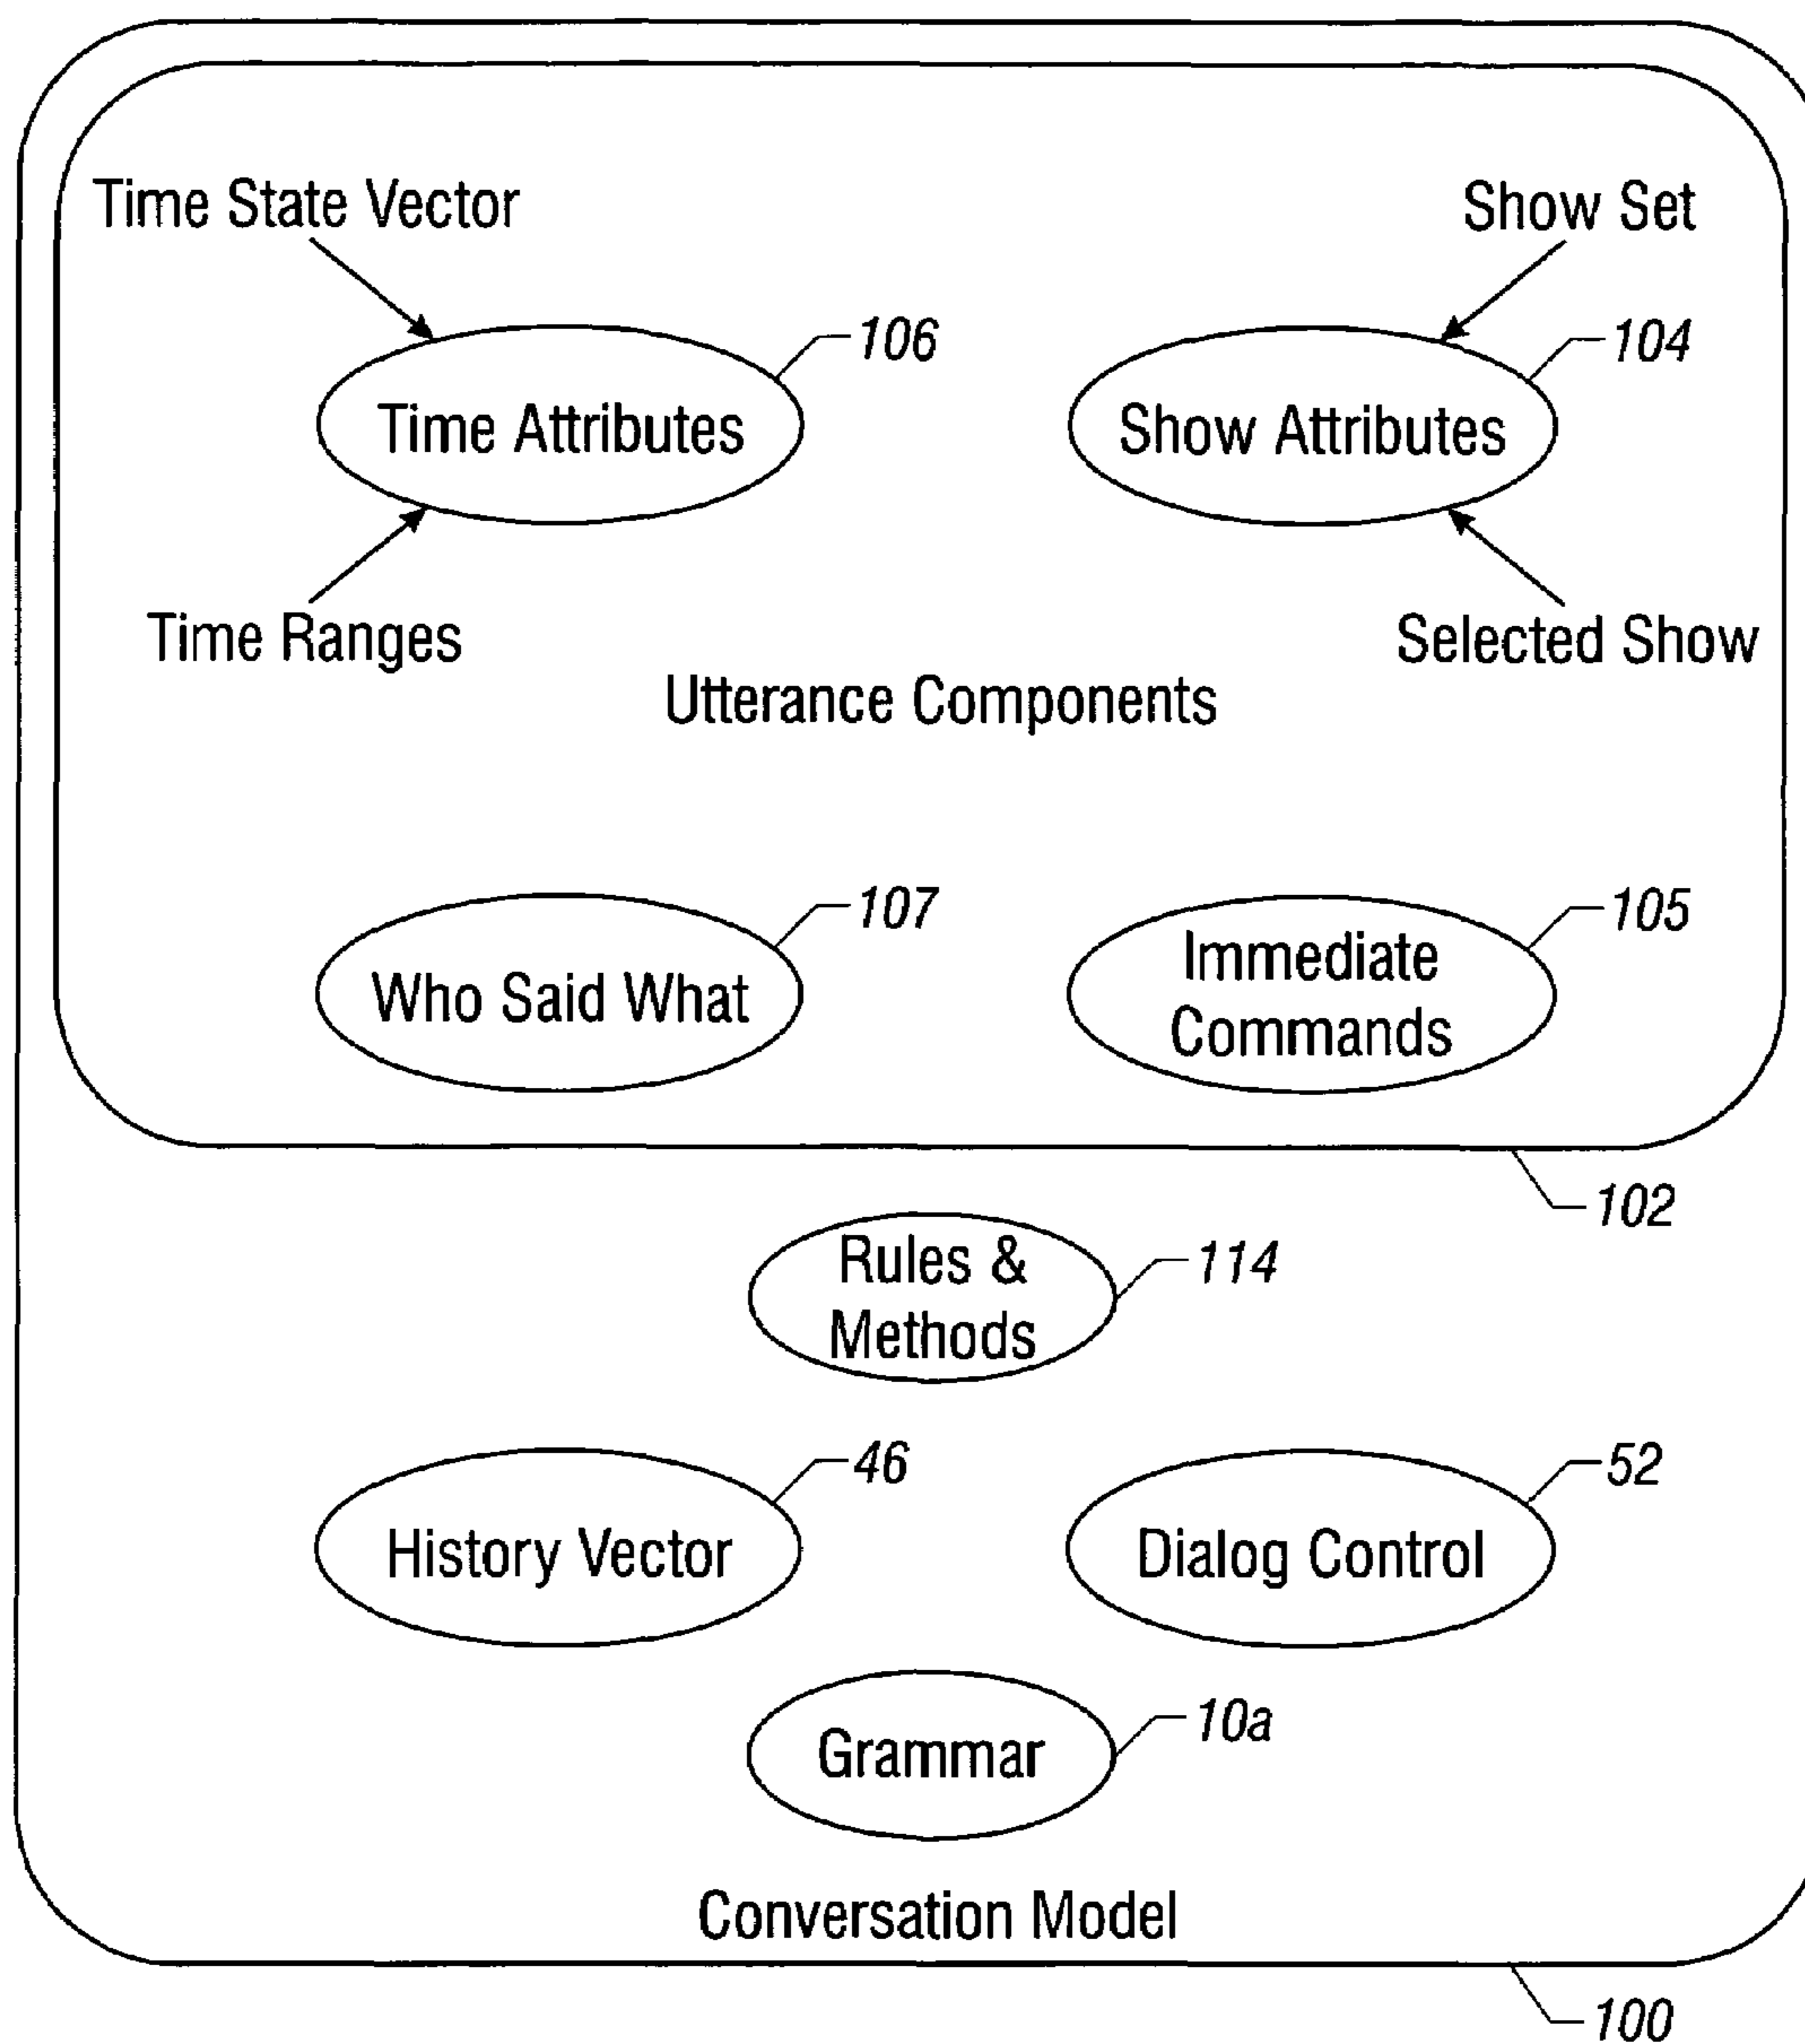 Time State Vector
Show Set
106
104
Time Attributes
Show Attributes
Time Ranges
Selected Show
Utterance Components
107
105
Who Said What
Immediate
Commands
102
Rules &
Methods
114
46
52
History Vector
Dialog Control
10a
Grammar
Conversation Model
100